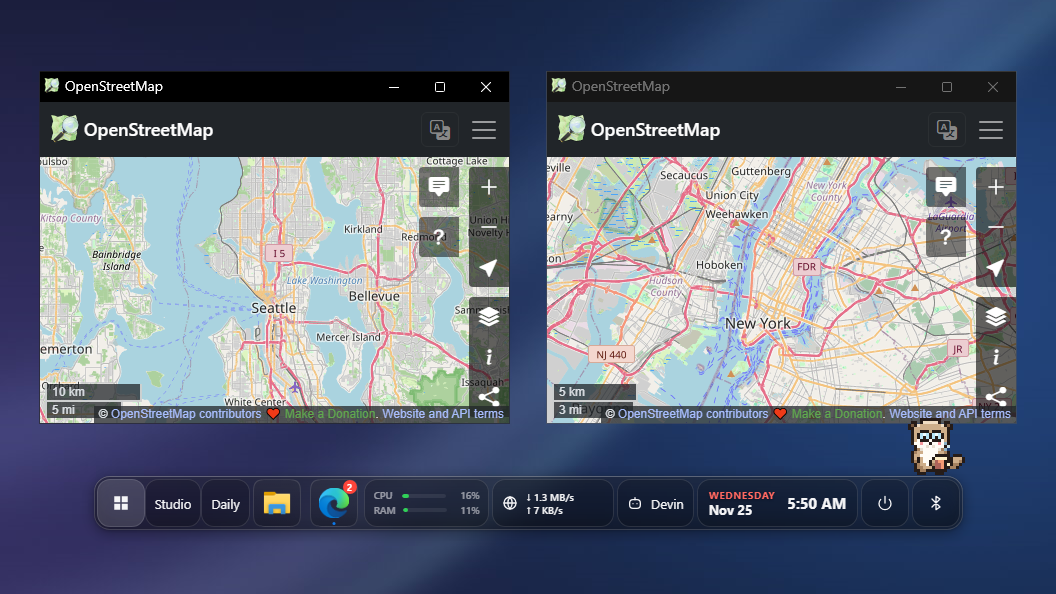 OpenStreetMap
OpenStreetMap
Cottage Lake
Kitsap County
Bainbridge
Island
Kirkland
Union H
Novelty H
I 5
Lake Washington
Seattle
Bellevue
Mercer Island
White Center
Issaquah
10 km
5 mi
© OpenStreetMap contributors ❤️ Make a Donation. Website and API terms
OpenStreetMap
OpenStreetMap
Secaucus
Guttenberg
Union City
Weehawken
New York
County
LaGuardia
Airport
Hoboken
FDR
Hudson
County
New York
NJ 440
JR
5 km
3 mi
© OpenStreetMap contributors ❤️ Make a Donation. Website and API terms
Studio
Daily
2
CPU 16%
RAM 11%
↓ 1.3 MB/s
↑ 7 KB/s
Devin
WEDNESDAY
Nov 25
5:50 AM